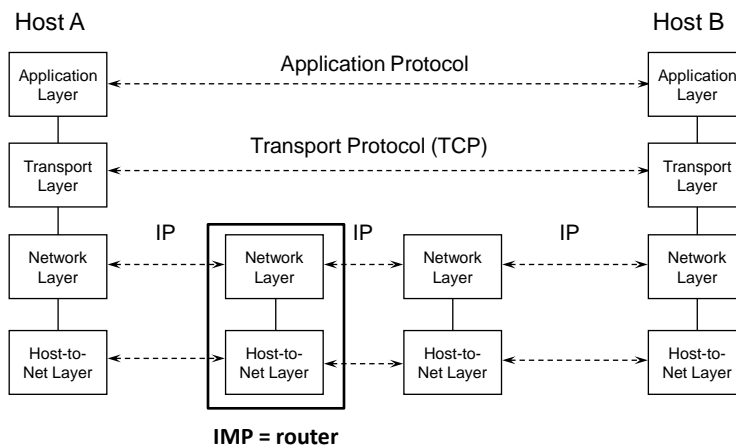 Host A
Host B
Application
Layer
Application Protocol
Application
Layer
Transport
Layer
Transport Protocol (TCP)
Transport
Layer
IP
IP
IP
Network
Layer
Network
Layer
Network
Layer
Network
Layer
Host-to-
Net Layer
Host-to-
Net Layer
Host-to-
Net Layer
Host-to-
Net Layer
IMP = router